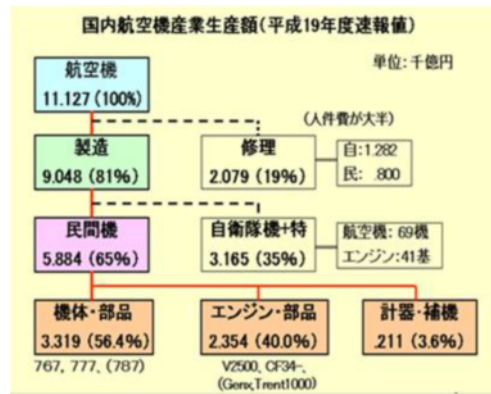 国内航空機産業生産額(平成19年度速報値)
単位:千億円
航空機
11.127 (100%)
(人件費が大半)
製造
9.048 (81%)
修理
2.079 (19%)
自:1.282
民: .800
民間機
5.884 (65%)
自衛隊機+特
3.165 (35%)
航空機: 69機
エンジン:41基
機体・部品
3.319 (56.4%)
エンジン・部品
2.354 (40.0%)
計器・補機
.211 (3.6%)
767, 777, (787)
V2500、CF34-、
(Genx,Trent1000)